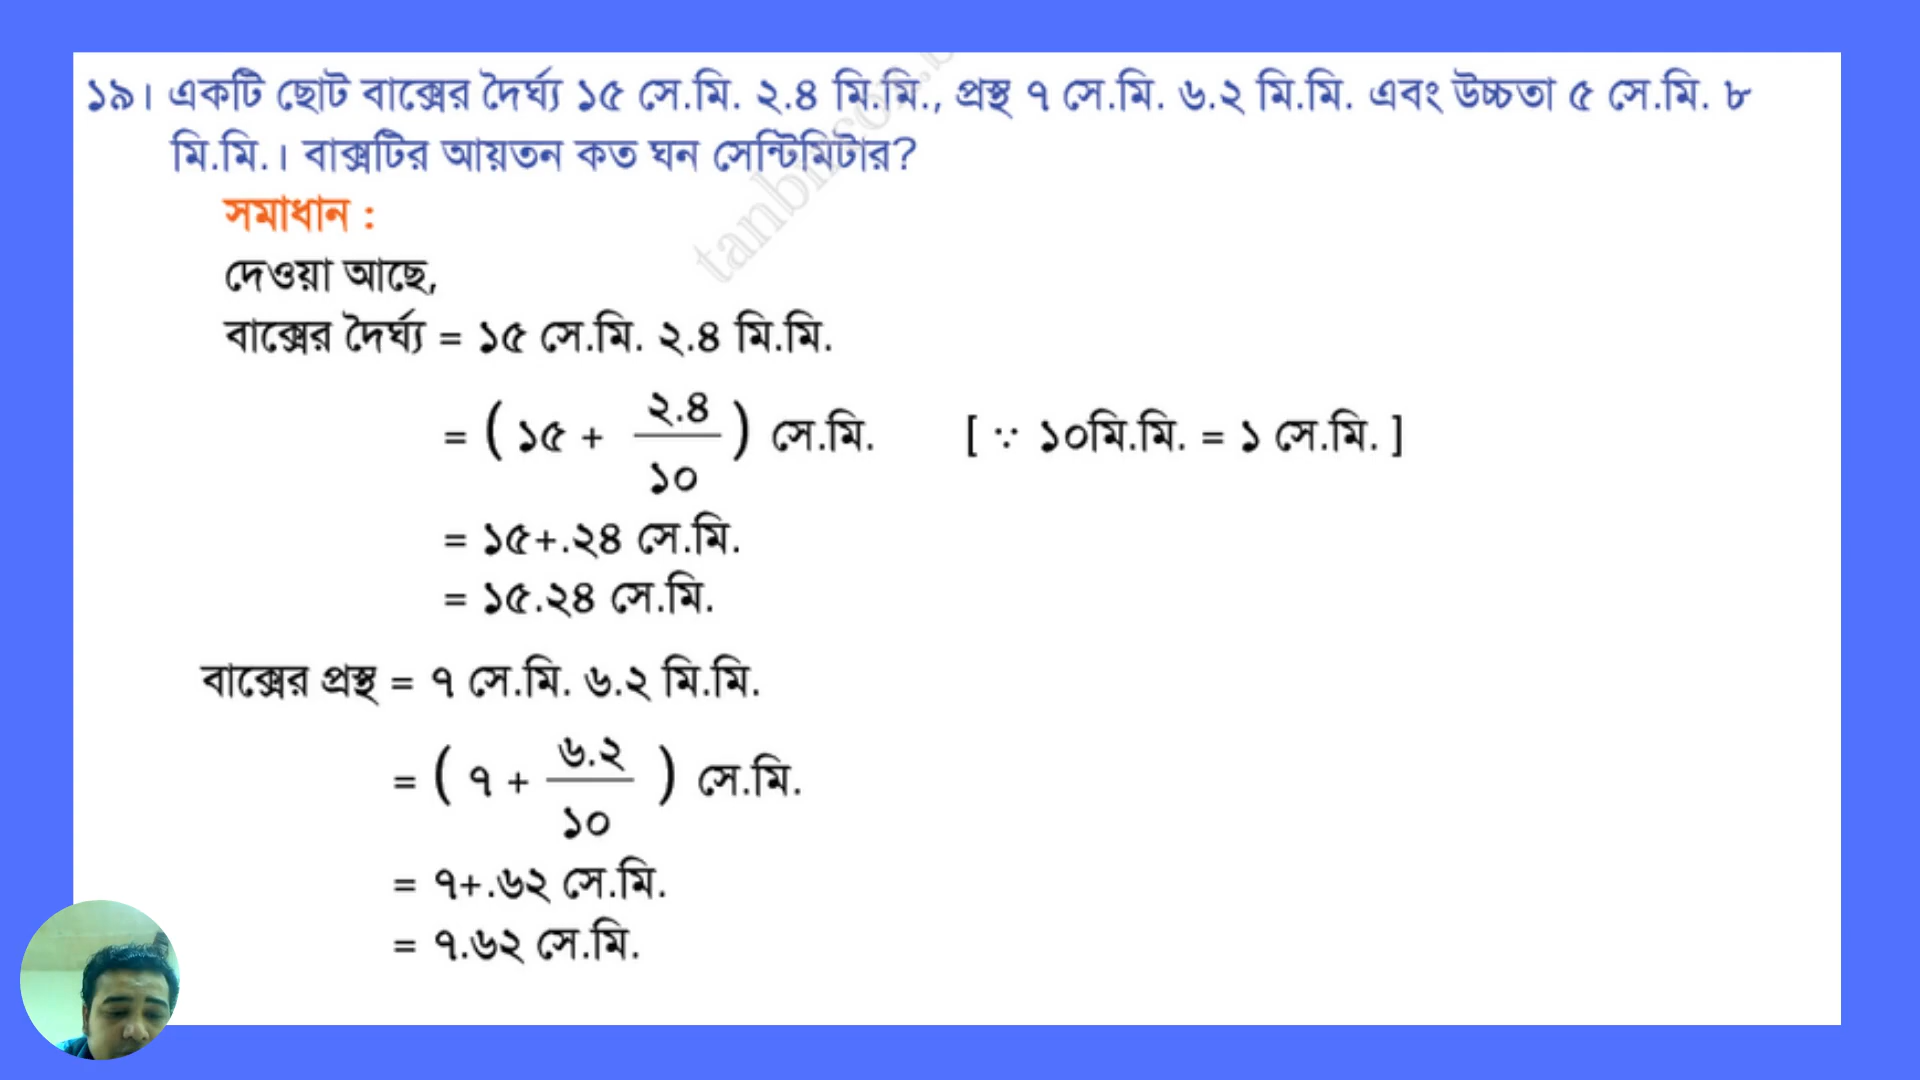 ১৯। একটি ছোট বাক্সের দৈর্ঘ্য ১৫ সে.মি. ২.৪ মি.মি., প্রস্থ ৭ সে.মি. ৬.২ মি.মি. এবং উচ্চতা ৫ সে.মি. ৮
মি.মি.। বাক্সটির আয়তন কত ঘন সেন্টিমিটার?
সমাধান :
দেওয়া আছে,
বাক্সের দৈর্ঘ্য = ১৫ সে.মি. ২.৪ মি.মি.
= ( ১৫ + ২.৪/১০ ) সে.মি. [ ∵ ১০মি.মি. = ১ সে.মি. ]
= ১৫+.২৪ সে.মি.
= ১৫.২৪ সে.মি.
বাক্সের প্রস্থ = ৭ সে.মি. ৬.২ মি.মি.
= ( ৭ + ৬.২/১০ ) সে.মি.
= ৭+.৬২ সে.মি.
= ৭.৬২ সে.মি.